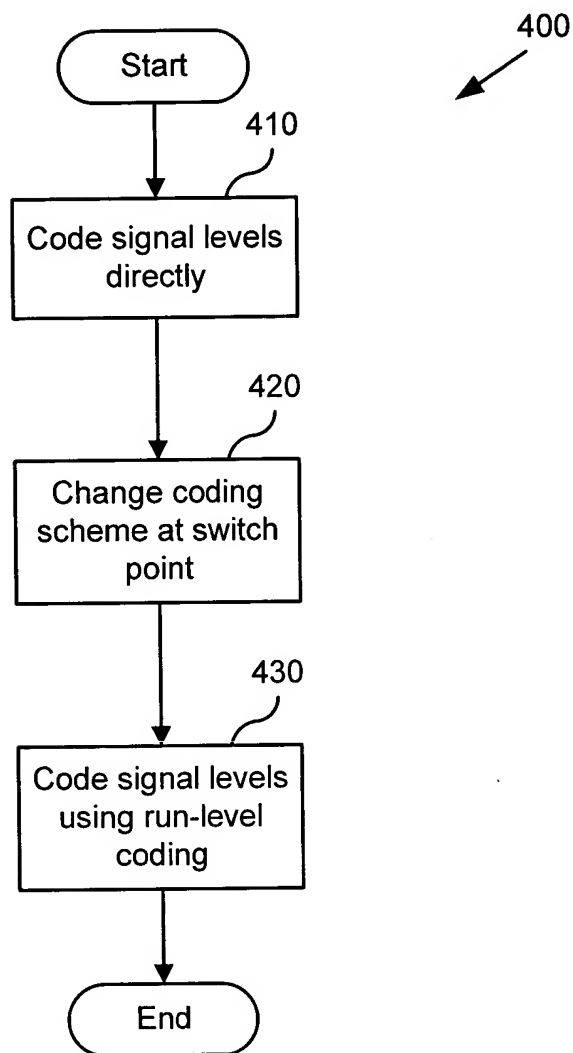 400
Start
410
Code signal levels
directly
420
Change coding
scheme at switch
point
430
Code signal levels
using run-level
coding
End